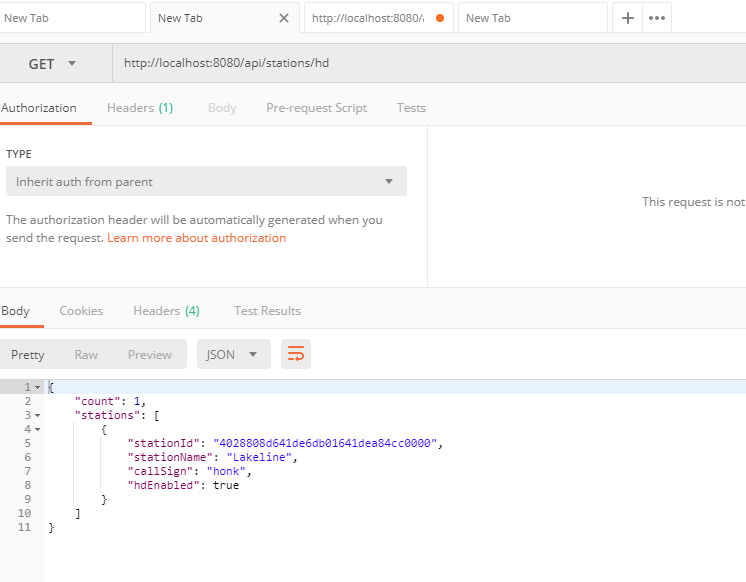 New Tab
New Tab
http://localhost:8080/a
New Tab
GET
http://localhost:8080/api/stations/hd
Authorization
Headers (1)
Body
Pre-request Script
Tests
TYPE
Inherit auth from parent
The authorization header will be automatically generated when you
send the request. Learn more about authorization
This request is not
Body
Cookies
Headers (4)
Test Results
Pretty
Raw
Preview
JSON
1 {
2 "count": 1,
3 "stations": [
4 {
5 "stationId": "4028808d641de6db01641dea84cc0000",
6 "stationName": "Lakeline",
7 "callSign": "honk",
8 "hdEnabled": true
9 }
10 ]
11 }